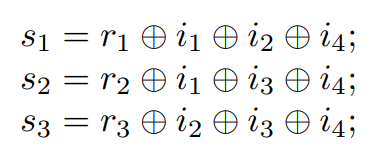 s₁ = r₁ ⊕ i₁ ⊕ i₂ ⊕ i₄;
s₂ = r₂ ⊕ i₁ ⊕ i₃ ⊕ i₄;
s₃ = r₃ ⊕ i₂ ⊕ i₃ ⊕ i₄;